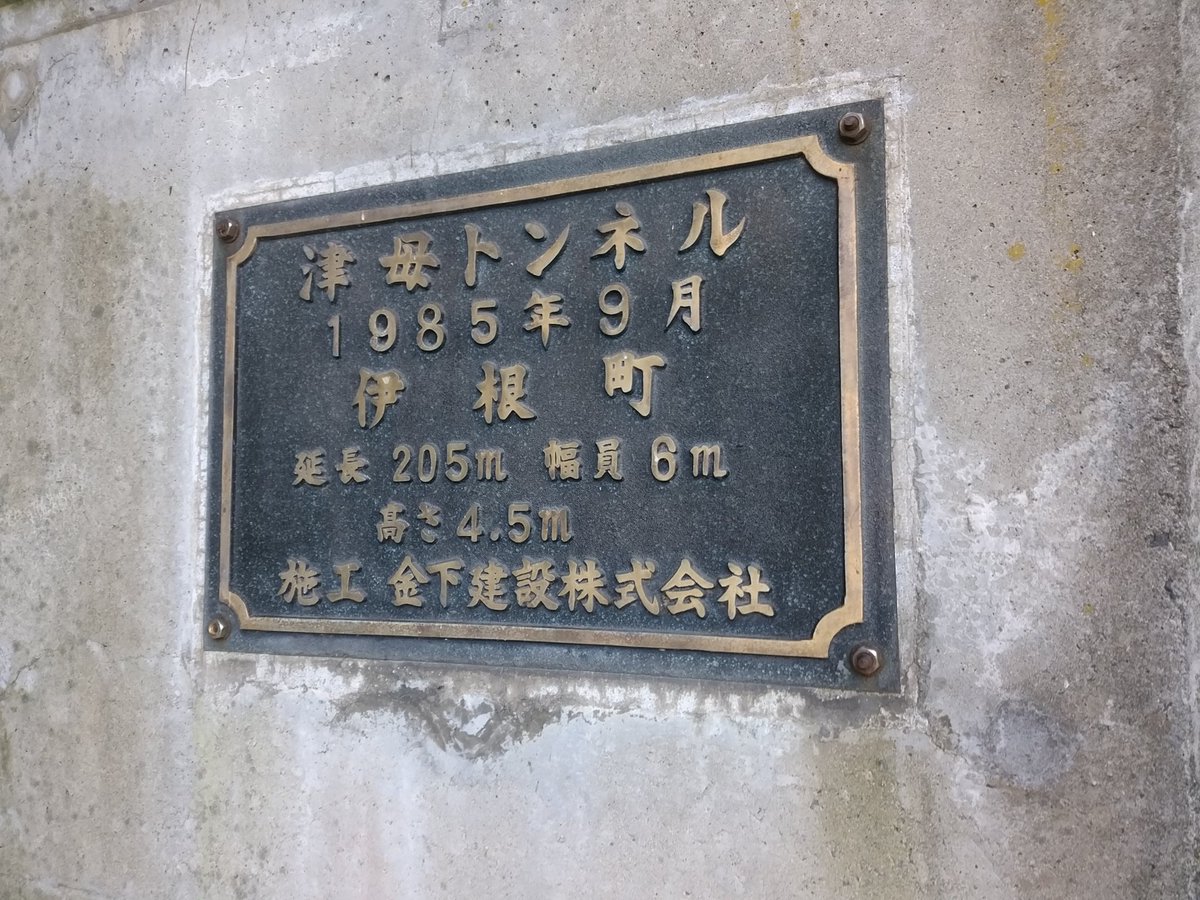 津母トンネル
1985年9月
伊根町
延長 205m 幅員 6m
高さ 4.5m
施工 金下建設株式会社